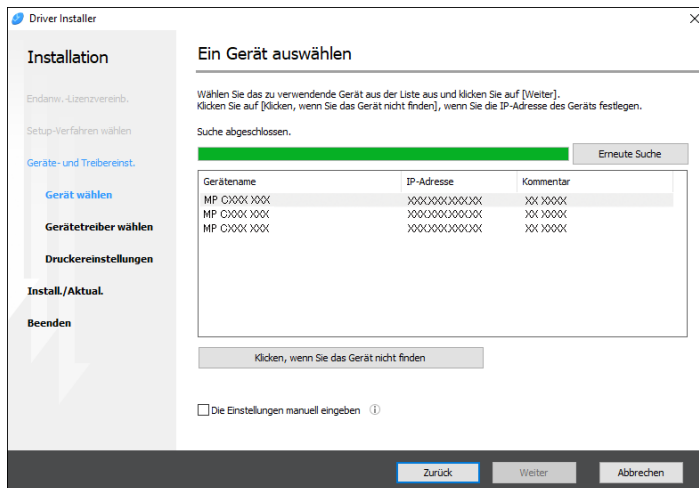 Driver Installer
Installation
Endanw.-Lizenzvereinb.
Setup-Verfahren wählen
Geräte- und Treibereinst.
Gerät wählen
Gerätetreiber wählen
Druckereinstellungen
Install./Aktual.
Beenden
Ein Gerät auswählen
Wählen Sie das zu verwendende Gerät aus der Liste aus und klicken Sie auf [Weiter].
Klicken Sie auf [Klicken, wenn Sie das Gerät nicht finden], wenn Sie die IP-Adresse des Geräts festlegen.
Suche abgeschlossen.
Erneute Suche
Gerätename IP-Adresse Kommentar
MP CXXX XXX XXX.XXX.XXX.XX XX XXXX
MP CXXX XXX XXX.XXX.XXX.XX XX XXXX
MP CXXX XXX XXX.XXX.XXX.XX XX XXXX
Klicken, wenn Sie das Gerät nicht finden
Die Einstellungen manuell eingeben
Zurück Weiter Abbrechen